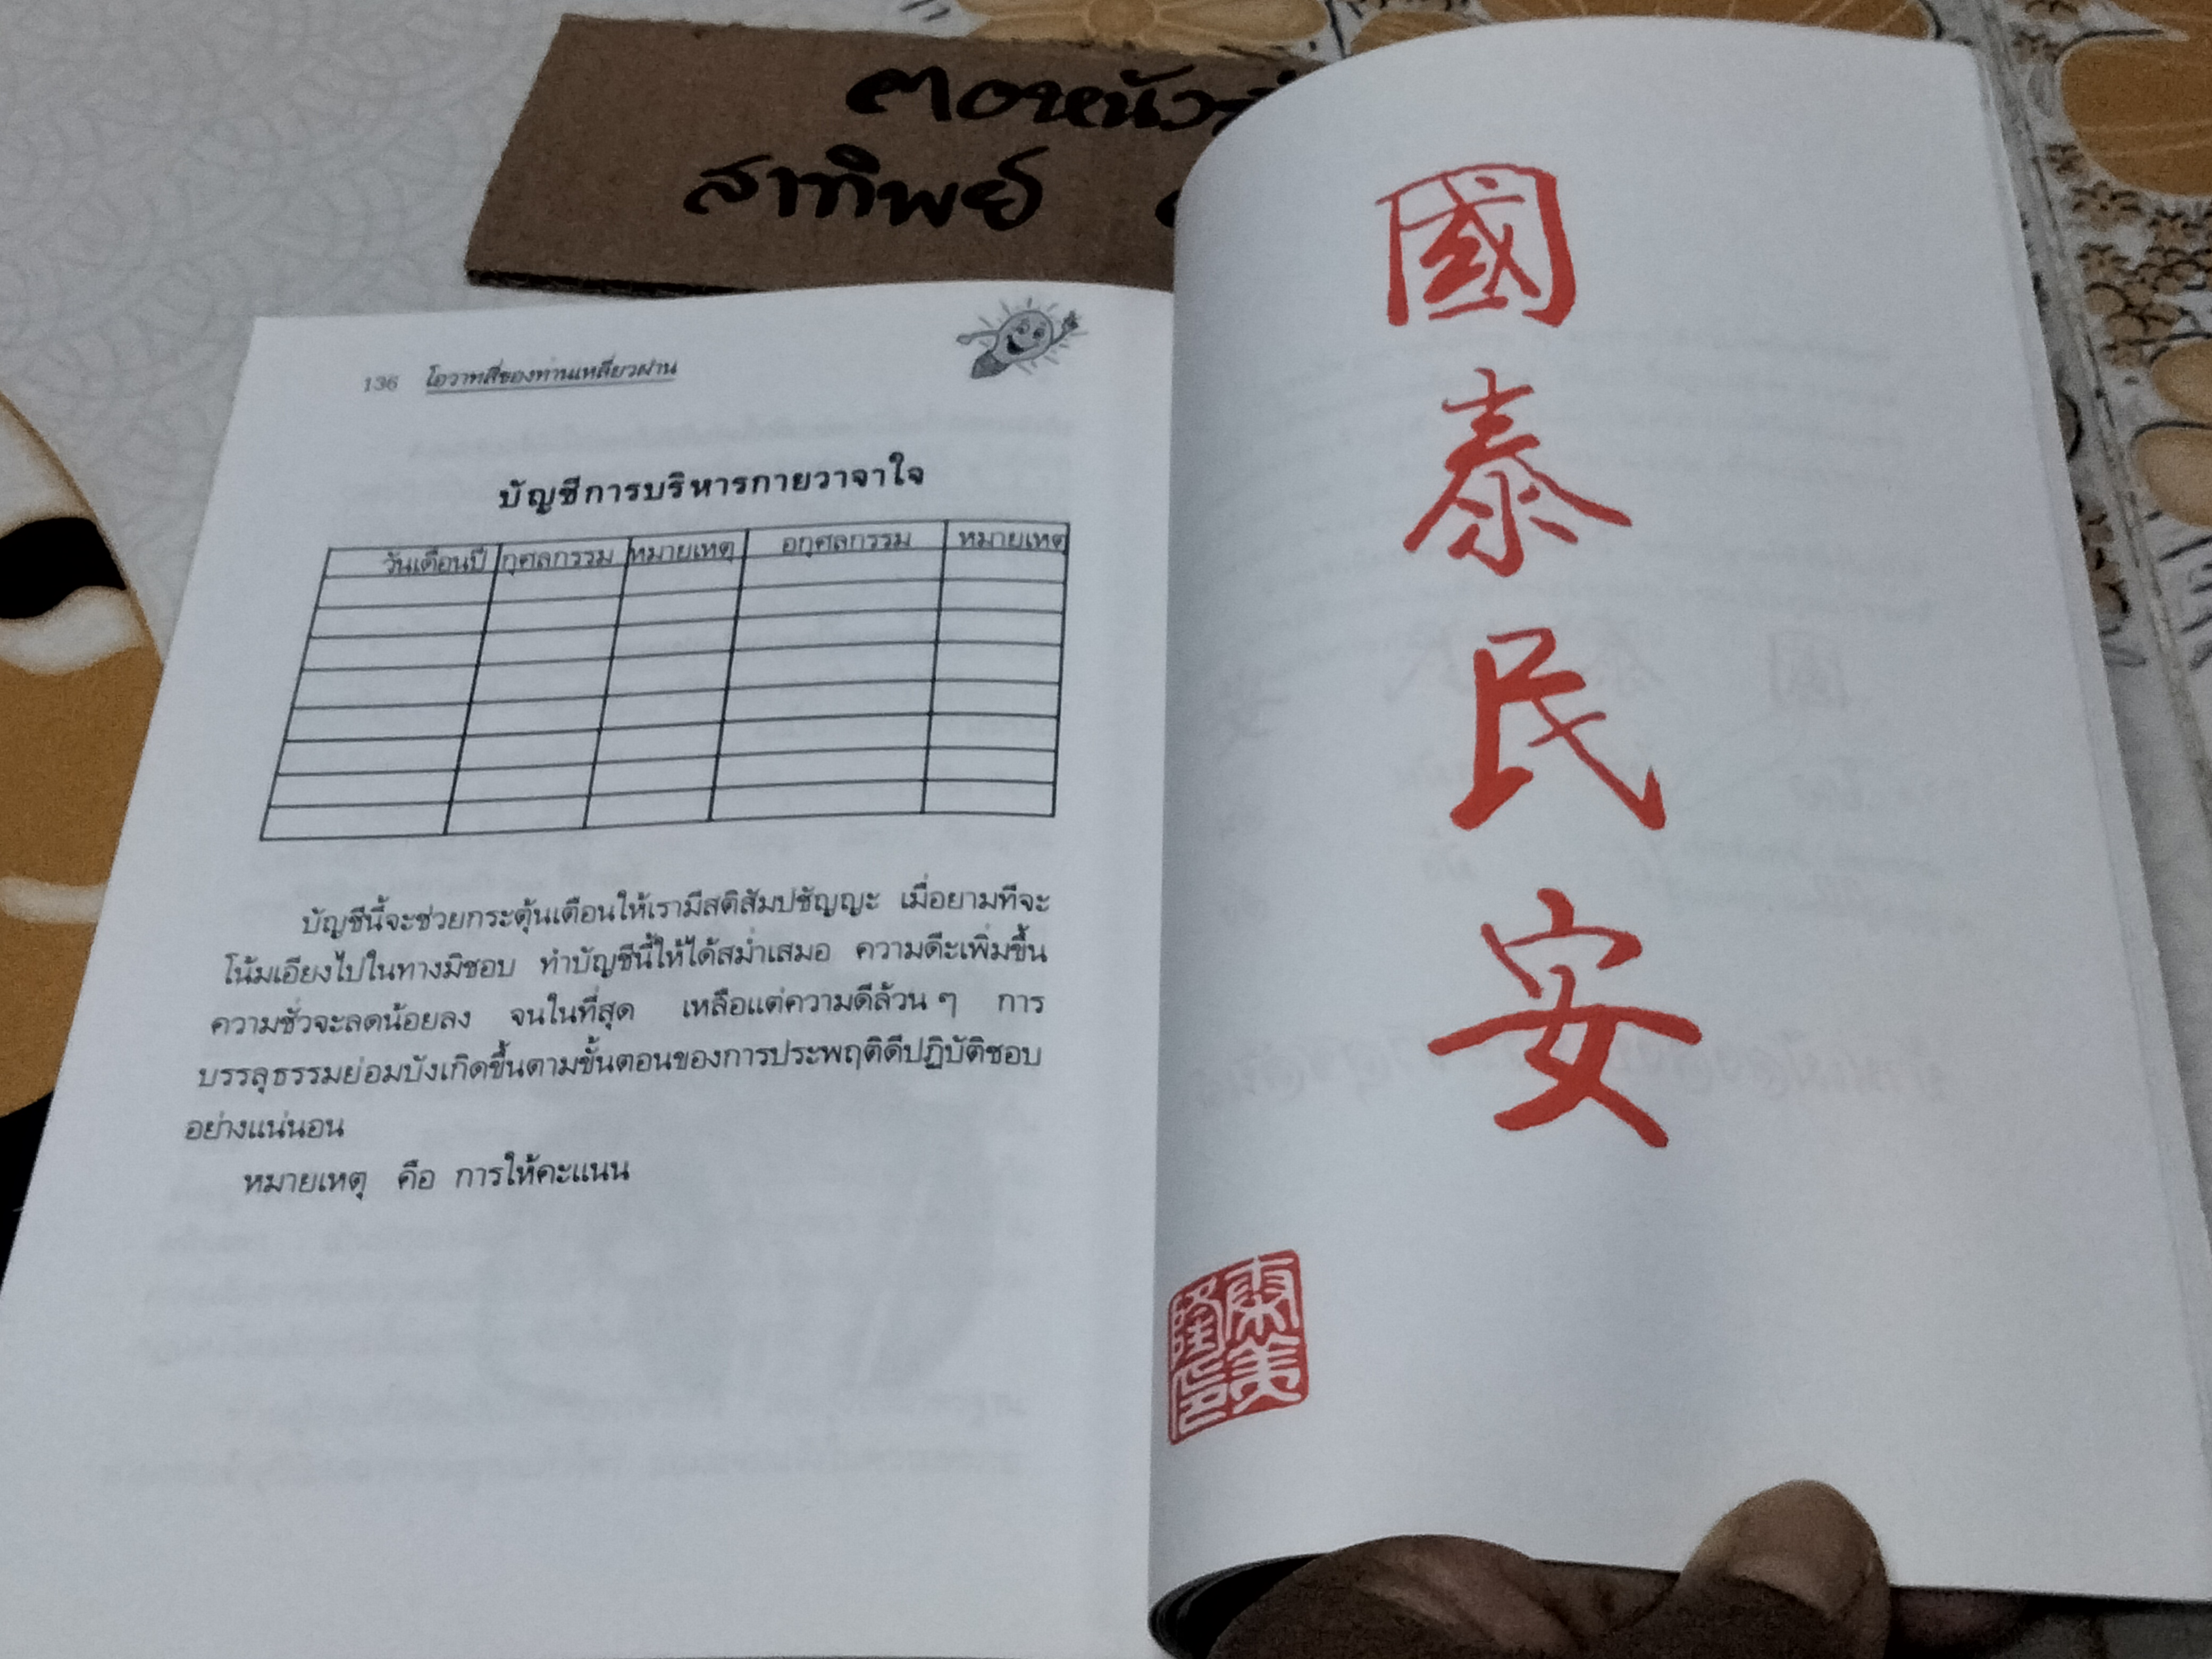 กองหนังส
สาทิพย์
136 โอวาทสี่ของท่านเหลี่ยวฝาน
บัญชีการบริหารกายวาจาใจ
วันเดือนปี กุศลกรรม หมายเหตุ อกุศลกรรม หมายเหตุ
บัญชีนี้จะช่วยกระตุ้นเตือนให้เรามีสติสัมปชัญญะ เมื่อยามที่จะ
โน้มเอียงไปในทางมิชอบ ทำบัญชีนี้ให้ได้สม่ำเสมอ ความดีะเพิ่มขึ้น
ความชั่วจะลดน้อยลง จนในที่สุด เหลือแต่ความดีล้วน ๆ การ
บรรลุธรรมย่อมบังเกิดขึ้นตามขั้นตอนของการประพฤติดีปฏิบัติชอบ
อย่างแน่นอน
หมายเหตุ คือ การให้คะแนน
國
泰
民
安